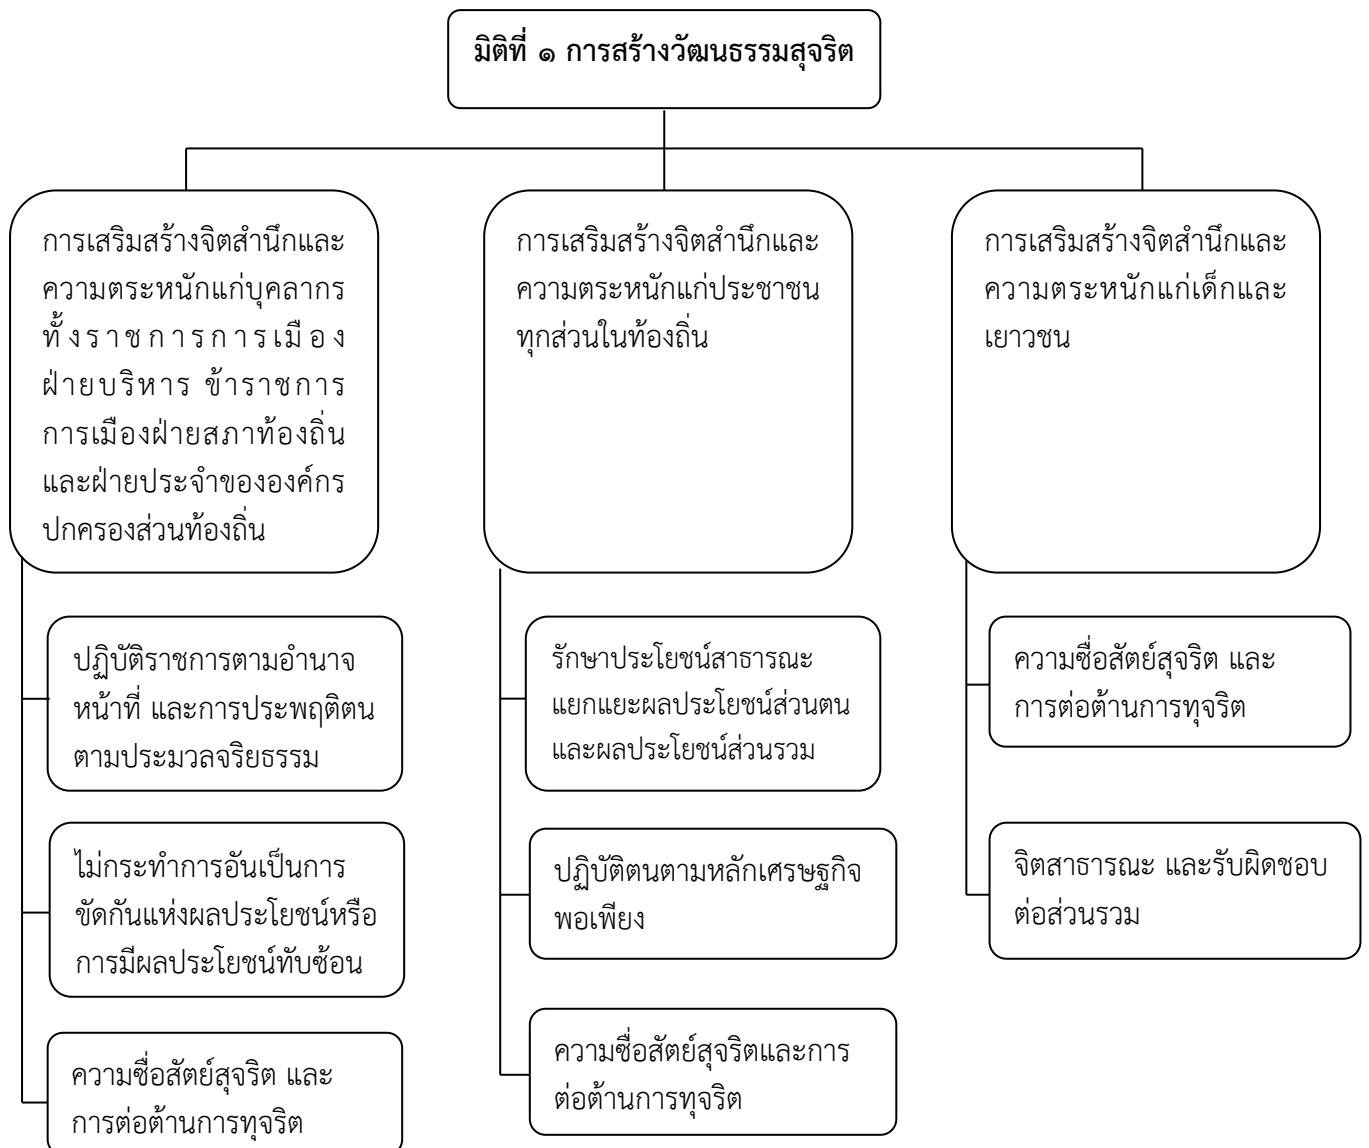 มิติที่ ๑ การสร้างวัฒนธรรมสุจริต
การเสริมสร้างจิตสำนึกและ
ความตระหนักแก่บุคลากร
ทั้งราชการการเมือง
ฝ่ายบริหาร ข้าราชการ
การเมืองฝ่ายสภาท้องถิ่น
และฝ่ายประจำขององค์กร
ปกครองส่วนท้องถิ่น
ปฏิบัติราชการตามอำนาจ
หน้าที่ และการประพฤติตน
ตามประมวลจริยธรรม
ไม่กระทำการอันเป็นการ
ขัดกันแห่งผลประโยชน์หรือ
การมีผลประโยชน์ทับซ้อน
ความซื่อสัตย์สุจริต และ
การต่อต้านการทุจริต
การเสริมสร้างจิตสำนึกและ
ความตระหนักแก่ประชาชน
ทุกส่วนในท้องถิ่น
รักษาประโยชน์สาธารณะ
แยกแยะผลประโยชน์ส่วนตน
และผลประโยชน์ส่วนรวม
ปฏิบัติตนตามหลักเศรษฐกิจ
พอเพียง
ความซื่อสัตย์สุจริตและการ
ต่อต้านการทุจริต
การเสริมสร้างจิตสำนึกและ
ความตระหนักแก่เด็กและ
เยาวชน
ความซื่อสัตย์สุจริต และ
การต่อต้านการทุจริต
จิตสาธารณะ และรับผิดชอบ
ต่อส่วนรวม